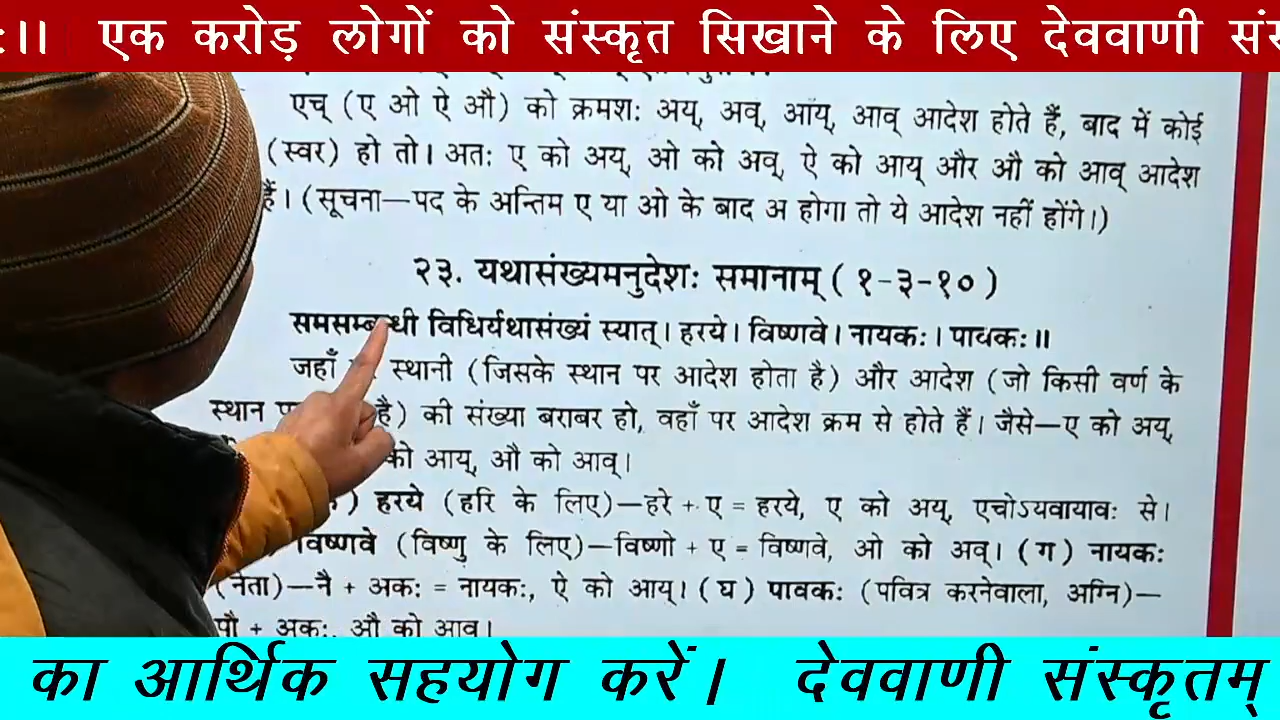 ः।। एक करोड़ लोगों को संस्कृत सिखाने के लिए देववाणी
एच् (ए ओ ऐ औ) को क्रमशः अय्, अव्, आय्, आव् आदेश होते हैं, बाद में कोई
(स्वर) हो तो। अतः ए को अय्, ओ को अव्, ऐ को आय् और औ को आव् आदेश
हैं। (सूचना—पद के अन्तिम ए या ओ के बाद अ होगा तो ये आदेश नहीं होंगे।)
२३. यथासंख्यमनुदेशः समानाम् (१-३-१०)
समसम्बन्धी विधिर्यथासंख्यं स्यात्। हरये। विष्णवे। नायकः। पावकः॥
जहाँ स्थानी (जिसके स्थान पर आदेश होता है) और आदेश (जो किसी वर्ण के
स्थान है) की संख्या बराबर हो, वहाँ पर आदेश क्रम से होते हैं। जैसे—ए को अय्,
को आय्, औ को आव्।
) हरये (हरि के लिए)—हरे + ए = हरये, ए को अय्, एचोऽयवायावः से।
विष्णवे (विष्णु के लिए)—विष्णो + ए = विष्णवे, ओ को अव्। (ग) नायकः
(नेता)—नै + अकः = नायकः, ऐ को आय्। (घ) पावकः (पवित्र करनेवाला, अग्नि)—
पौ + अकः, औ को आव्।
का आर्थिक सहयोग करें। देववाणी संस्कृतम्